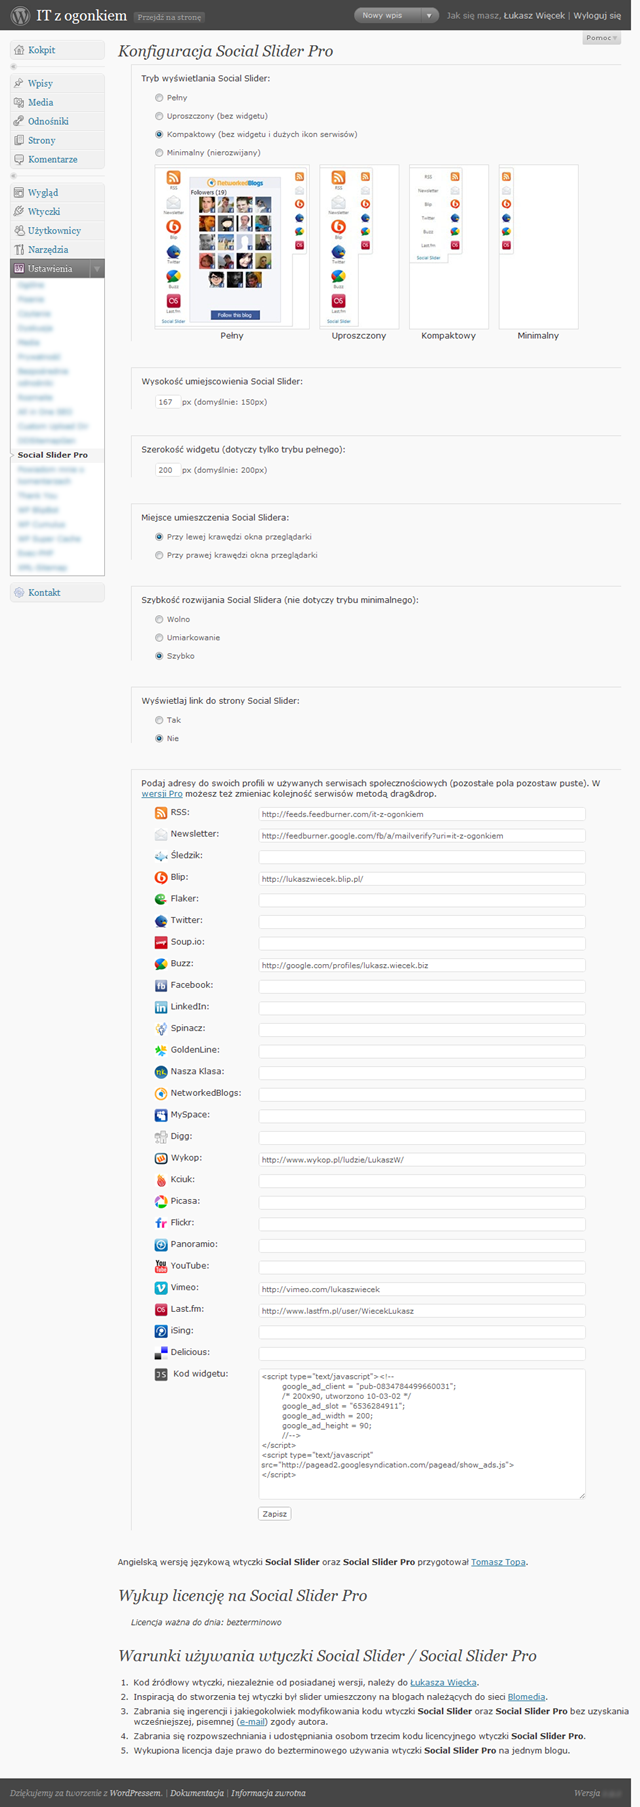 IT z ogonkiem Przejdź na stronę Nowy wpis Jak się masz, Łukasz Więcek | Wyloguj się
Pomoc
Kokpit
Wpisy
Media
Odnośniki
Strony
Komentarze
Wygląd
Wtyczki
Użytkownicy
Narzędzia
Ustawienia
Social Slider Pro
Kontakt
Konfiguracja Social Slider Pro
Tryb wyświetlania Social Slider:
Pełny
Uproszczony (bez widgetu)
Kompaktowy (bez widgetu i dużych ikon serwisów)
Minimalny (nierozwijany)
RSS
Newsletter
Blip
Twitter
Buzz
Last.fm
Social Slider
NetworkedBlogs
Followers (19)
Follow this blog
RSS
Newsletter
Blip
Twitter
Buzz
Last.fm
Social Slider
RSS
Newsletter
Blip
Twitter
Buzz
Last.fm
Social Slider
Pełny Uproszczony Kompaktowy Minimalny
Wysokość umiejscowienia Social Slider:
167 px (domyślnie: 150px)
Szerokość widgetu (dotyczy tylko trybu pełnego):
200 px (domyślnie: 200px)
Miejsce umieszczenia Social Slidera:
Przy lewej krawędzi okna przeglądarki
Przy prawej krawędzi okna przeglądarki
Szybkość rozwijania Social Slidera (nie dotyczy trybu minimalnego):
Wolno
Umiarkowanie
Szybko
Wyświetlaj link do strony Social Slider:
Tak
Nie
Podaj adresy do swoich profili w używanych serwisach społecznościowych (pozostałe pola pozostaw puste). W
wersji Pro możesz też zmieniac kolejność serwisów metodą drag&drop.
RSS: http://feeds.feedburner.com/it-z-ogonkiem
Newsletter: http://feedburner.google.com/fb/a/mailverify?uri=it-z-ogonkiem
Śledzik:
Blip: http://lukaszwiecek.blip.pl/
Flaker:
Twitter:
Soup.io:
Buzz: http://google.com/profiles/lukasz.wiecek.biz
Facebook:
LinkedIn:
Spinacz:
GoldenLine:
Nasza Klasa:
NetworkedBlogs:
MySpace:
Digg:
Wykop: http://www.wykop.pl/ludzie/LukaszW/
Kciuk:
Picasa:
Flickr:
Panoramio:
YouTube:
Vimeo: http://vimeo.com/lukaszwiecek
Last.fm: http://www.lastfm.pl/user/WiecekLukasz
iSing:
Delicious:
JS Kod widgetu: <script type="text/javascript"><!--
google_ad_client = "pub-0834784499660031";
/* 200x90, utworzono 10-03-02 */
google_ad_slot = "6536284911";
google_ad_width = 200;
google_ad_height = 90;
//-->
</script>
<script type="text/javascript"
src="http://pagead2.googlesyndication.com/pagead/show_ads.js">
</script>
Zapisz
Angielską wersję językową wtyczki Social Slider oraz Social Slider Pro przygotował Tomasz Topa.
Wykup licencję na Social Slider Pro
Licencja ważna do dnia: bezterminowo
Warunki używania wtyczki Social Slider / Social Slider Pro
1. Kod źródłowy wtyczki, niezależnie od posiadanej wersji, należy do Łukasza Więcka.
2. Inspiracją do stworzenia tej wtyczki był slider umieszczony na blogach należących do sieci Blomedia.
3. Zabrania się ingerencji i jakiegokolwiek modyfikowania kodu wtyczki Social Slider oraz Social Slider Pro bez uzyskania
wcześniejszej, pisemnej (e-mail) zgody autora.
4. Zabrania się rozpowszechniania i udostępniania osobom trzecim kodu licencyjnego wtyczki Social Slider Pro.
5. Wykupiona licencja daje prawo do bezterminowego używania wtyczki Social Slider Pro na jednym blogu.
Dziękujemy za tworzenie z WordPressem. | Dokumentacja | Informacja zwrotna Wersja